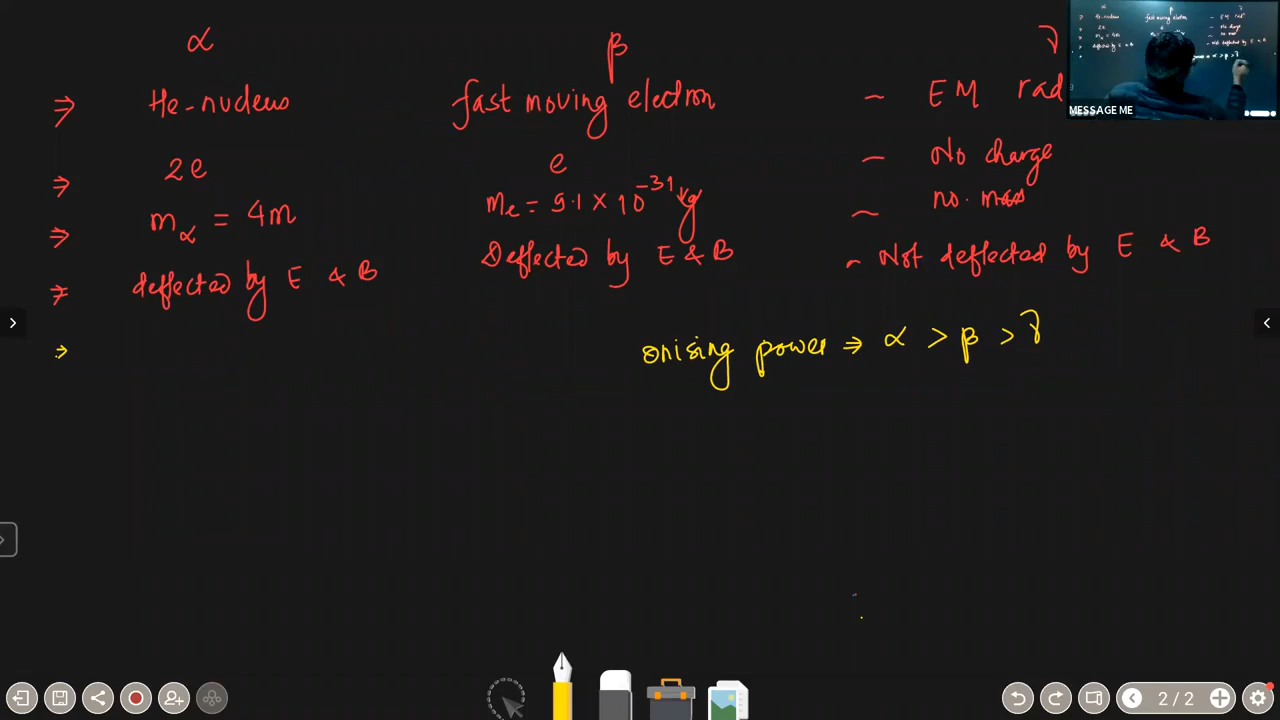 α β γ
⇒ He-nucleus fast moving electron – EM rad
⇒ 2e e – No charge
⇒ mα = 4m me = 9.1 × 10⁻³¹ kg – no. mass
⇒ deflected by E & B Deflected by E & B – Not deflected by E & B
⇒ onising power ⇒ α > β > γ
MESSAGE ME
2/2